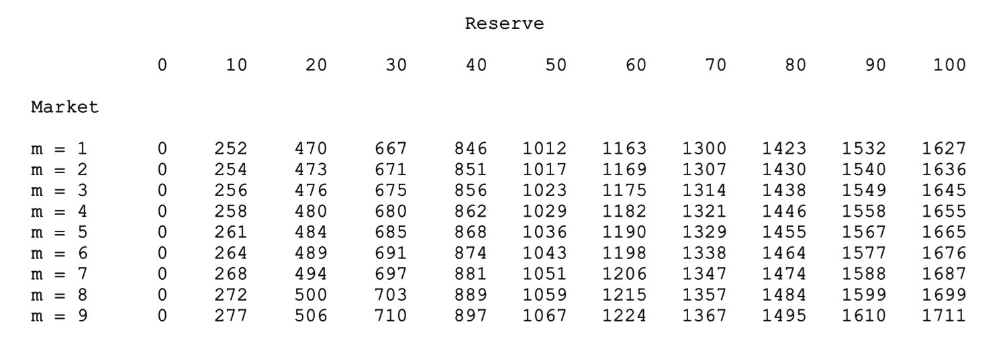 Reserve
0 10 20 30 40 50 60 70 80 90 100
Market
m = 1 0 252 470 667 846 1012 1163 1300 1423 1532 1627
m = 2 0 254 473 671 851 1017 1169 1307 1430 1540 1636
m = 3 0 256 476 675 856 1023 1175 1314 1438 1549 1645
m = 4 0 258 480 680 862 1029 1182 1321 1446 1558 1655
m = 5 0 261 484 685 868 1036 1190 1329 1455 1567 1665
m = 6 0 264 489 691 874 1043 1198 1338 1464 1577 1676
m = 7 0 268 494 697 881 1051 1206 1347 1474 1588 1687
m = 8 0 272 500 703 889 1059 1215 1357 1484 1599 1699
m = 9 0 277 506 710 897 1067 1224 1367 1495 1610 1711